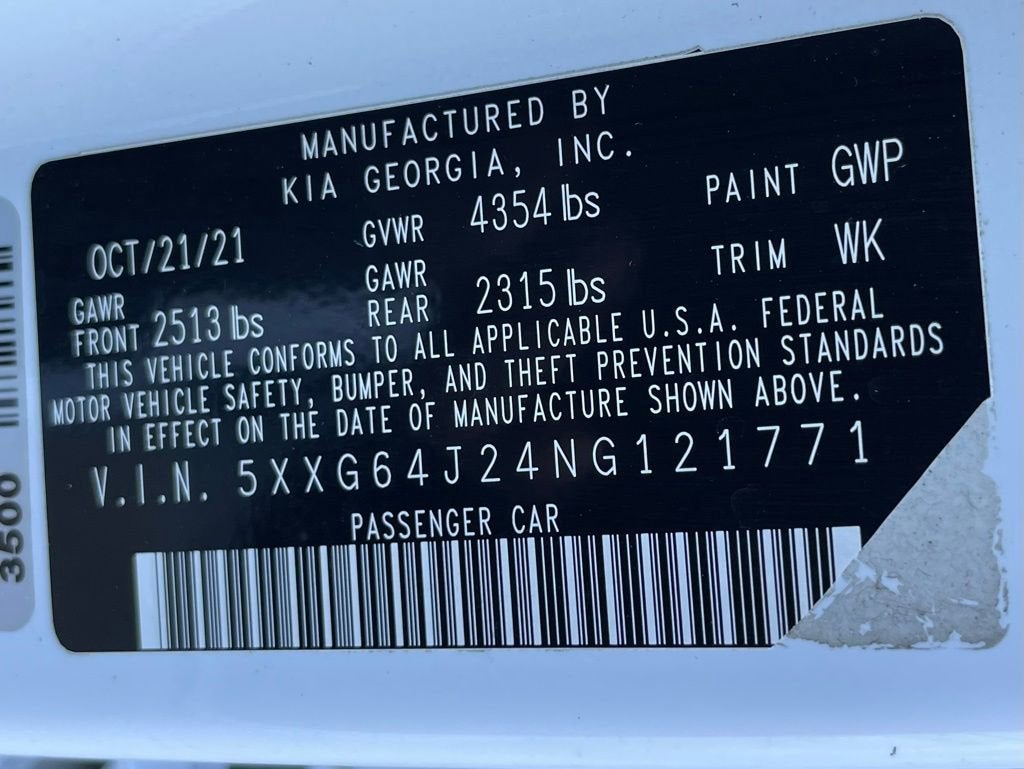 MANUFACTURED BY
KIA GEORGIA, INC.
OCT/21/21 GVWR 4354 lbs PAINT GWP
GAWR FRONT 2513 lbs GAWR REAR 2315 lbs TRIM WK
THIS VEHICLE CONFORMS TO ALL APPLICABLE U.S.A. FEDERAL
MOTOR VEHICLE SAFETY, BUMPER, AND THEFT PREVENTION STANDARDS
IN EFFECT ON THE DATE OF MANUFACTURE SHOWN ABOVE.
V.I.N. 5XXG64J24NG121771
PASSENGER CAR
3500